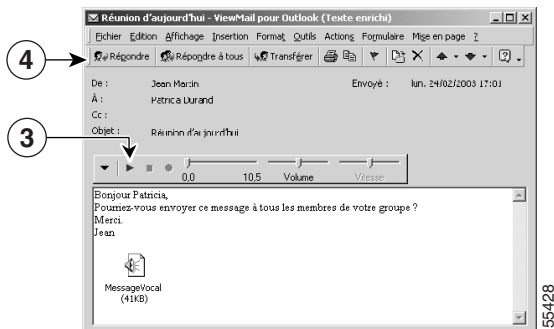 Réunion d'aujourd'hui - ViewMail pour Outlook (Texte enrichi)
Fichier Edition Affichage Insertion Format Outils Actions Formulaire Mise en page ?
4
Répondre Répondre à tous Transférer
De : Jean Martin Envoyé : lun. 24/02/2003 17:01
À : Patrica Durand
Cc :
Objet : Réunion d'aujourd'hui
3
0,0 10,5 Volume Vitesse
Bonjour Patricia,
Pourriez-vous envoyer ce message à tous les membres de votre groupe ?
Merci.
Jean
MessageVocal
(41KB)
55428